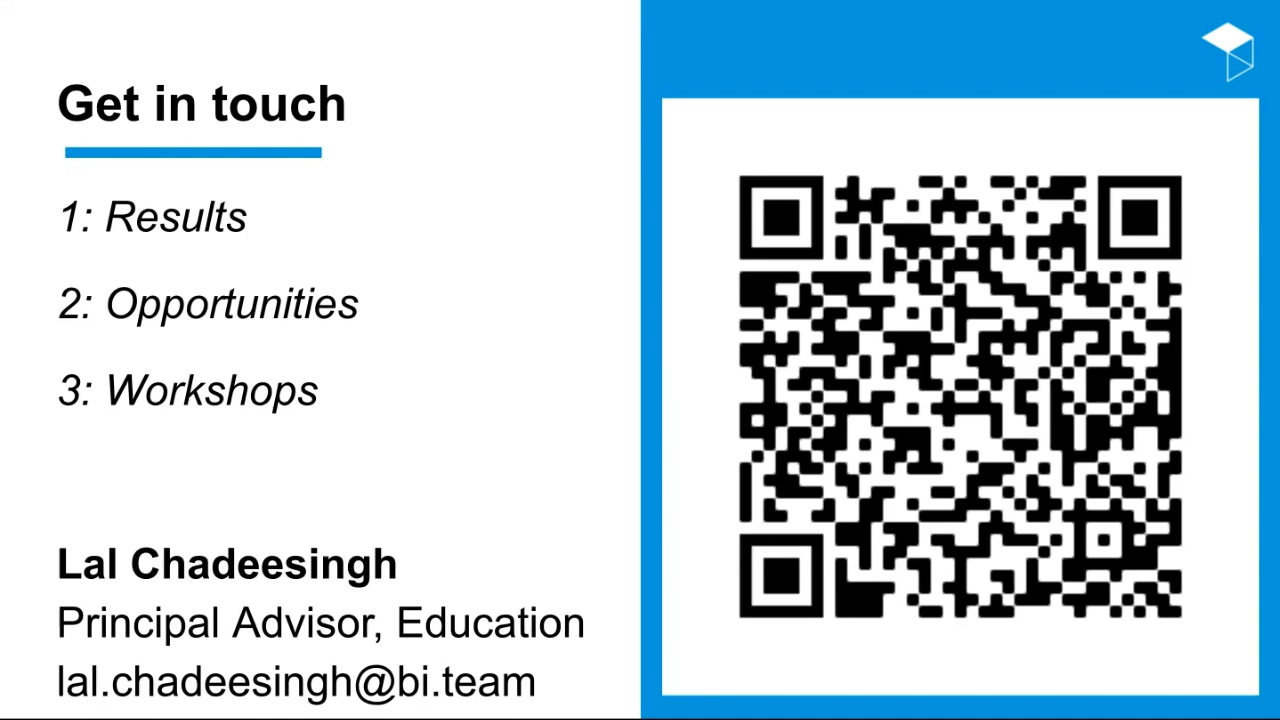 Get in touch
1: Results
2: Opportunities
3: Workshops
Lal Chadeesingh
Principal Advisor, Education
lal.chadeesingh@bi.team